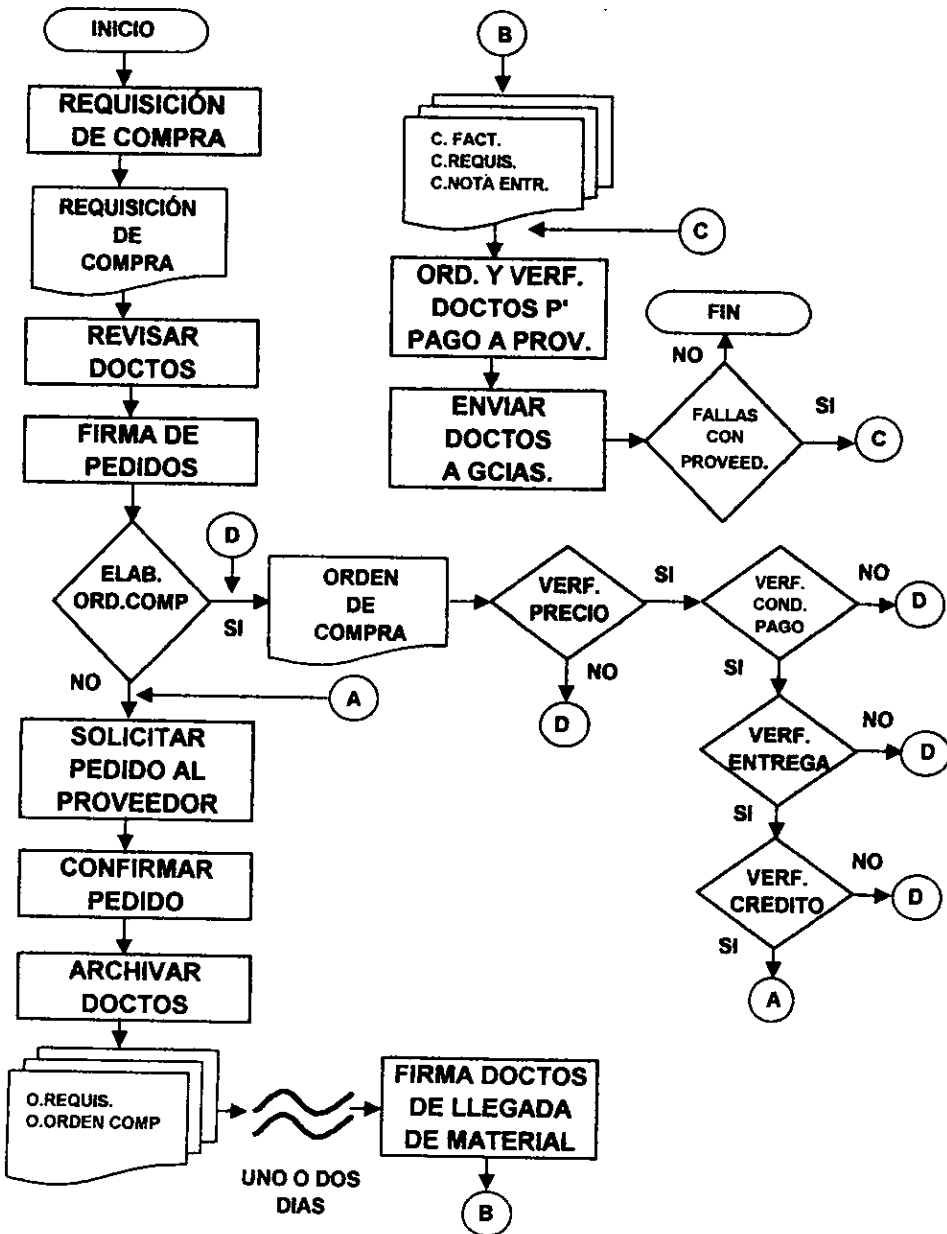 INICIO
REQUISICIÓN
DE COMPRA
REQUISICIÓN
DE
COMPRA
REVISAR
DOCTOS
FIRMA DE
PEDIDOS
ELAB.
ORD.COMP
SI
NO
D
ORDEN
DE
COMPRA
VERF.
PRECIO
SI
NO
D
VERF.
COND.
PAGO
NO
D
SI
VERF.
ENTREGA
NO
D
SI
VERF.
CREDITO
NO
D
SI
A
A
SOLICITAR
PEDIDO AL
PROVEEDOR
CONFIRMAR
PEDIDO
ARCHIVAR
DOCTOS
O.REQUIS.
O.ORDEN COMP
UNO O DOS
DIAS
FIRMA DOCTOS
DE LLEGADA
DE MATERIAL
B
B
C. FACT.
C.REQUIS.
C.NOTÀ ENTR.
C
ORD. Y VERF.
DOCTOS P'
PAGO A PROV.
ENVIAR
DOCTOS
A GCIAS.
FALLAS
CON
PROVEED.
NO
FIN
SI
C